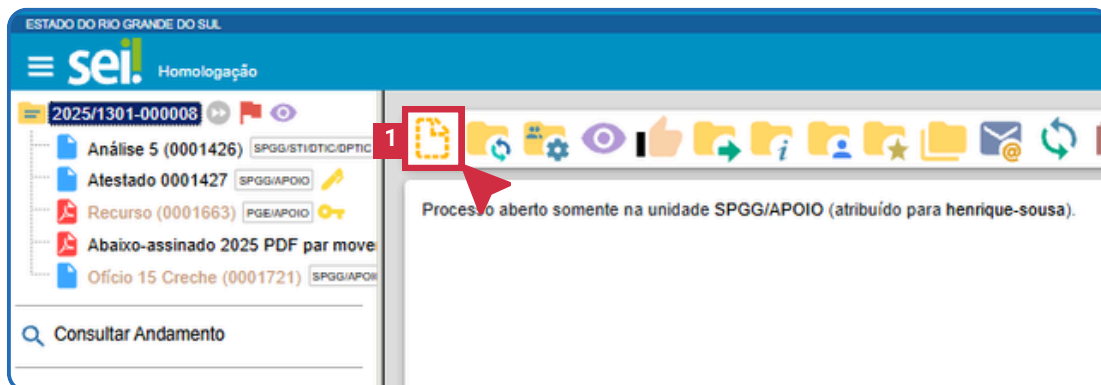 ESTADO DO RIO GRANDE DO SUL
sei! Homologação
2025/1301-000008
Análise 5 (0001426) SPGG/STI/DTIC/DPTIC
Atestado 0001427 SPGG/APOIO
Recurso (0001663) PGE/APOIO
Abaixo-assinado 2025 PDF par move
Ofício 15 Creche (0001721) SPGG/APOI
Consultar Andamento
1
Processo aberto somente na unidade SPGG/APOIO (atribuído para henrique-sousa).